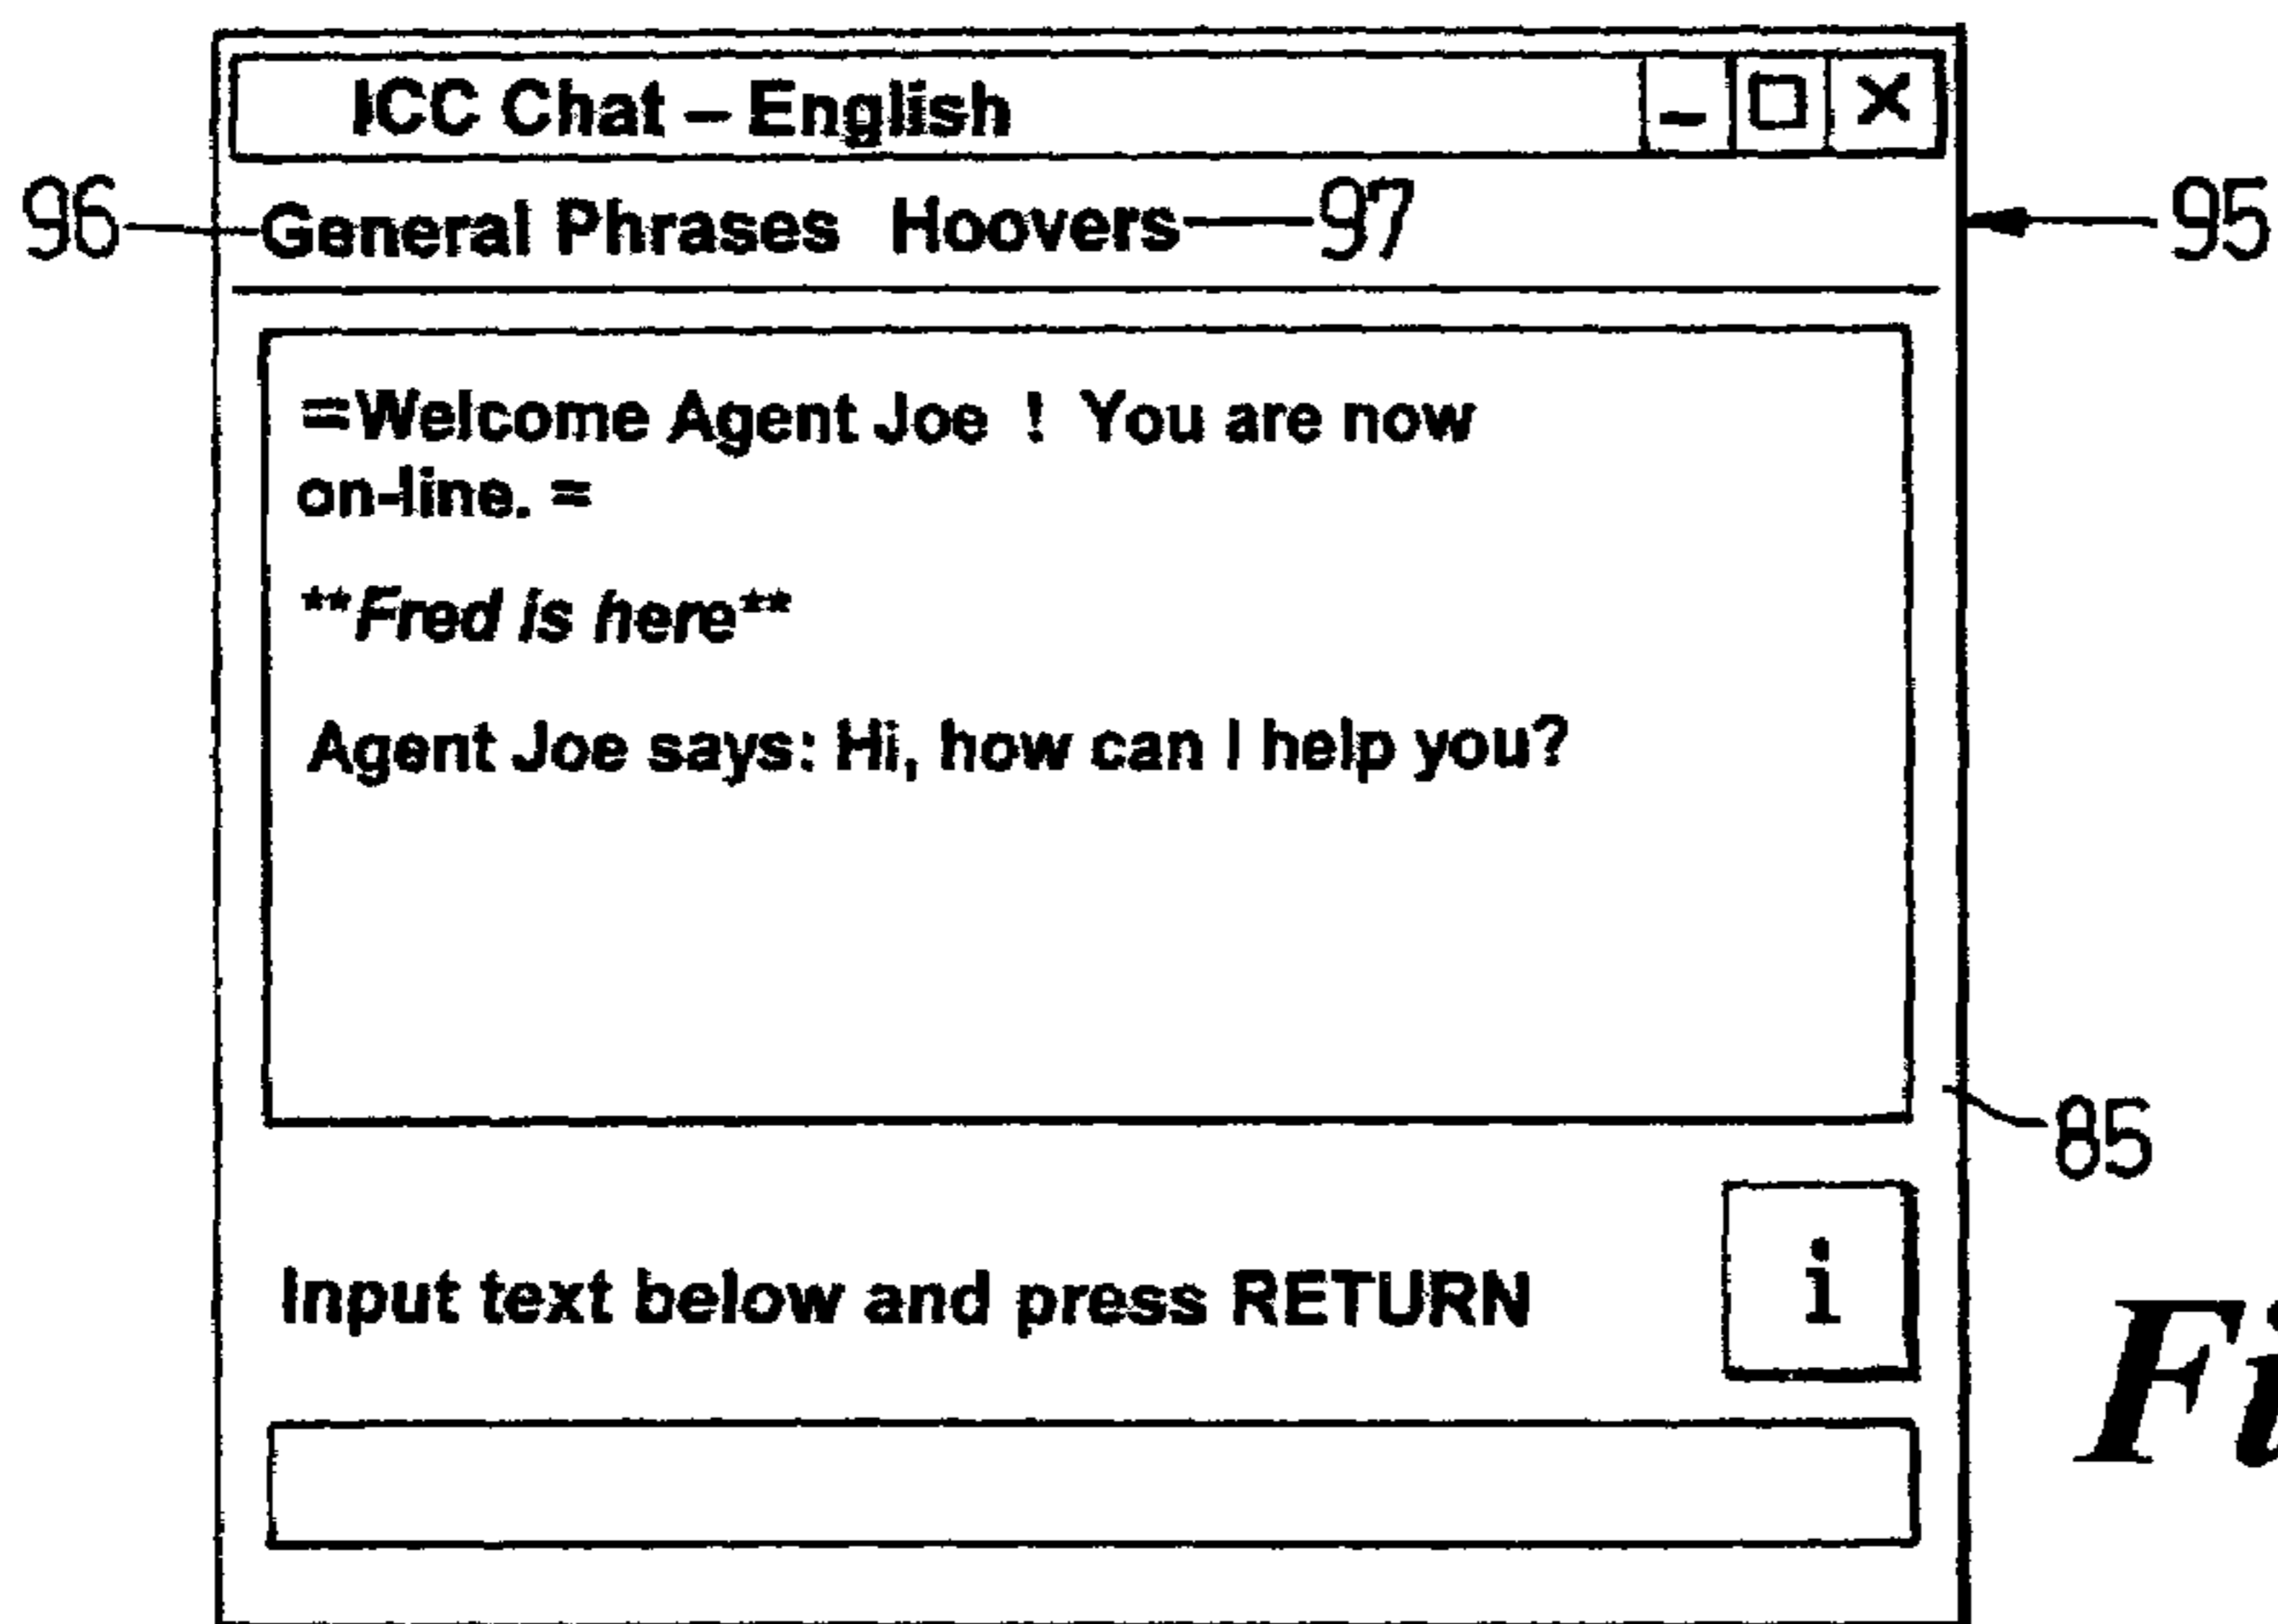 ICC Chat – English
96 General Phrases Hoovers 97 95
=Welcome Agent Joe ! You are now
on-line. =
**Fred is here**
Agent Joe says: Hi, how can I help you?
85
Input text below and press RETURN i
Fi